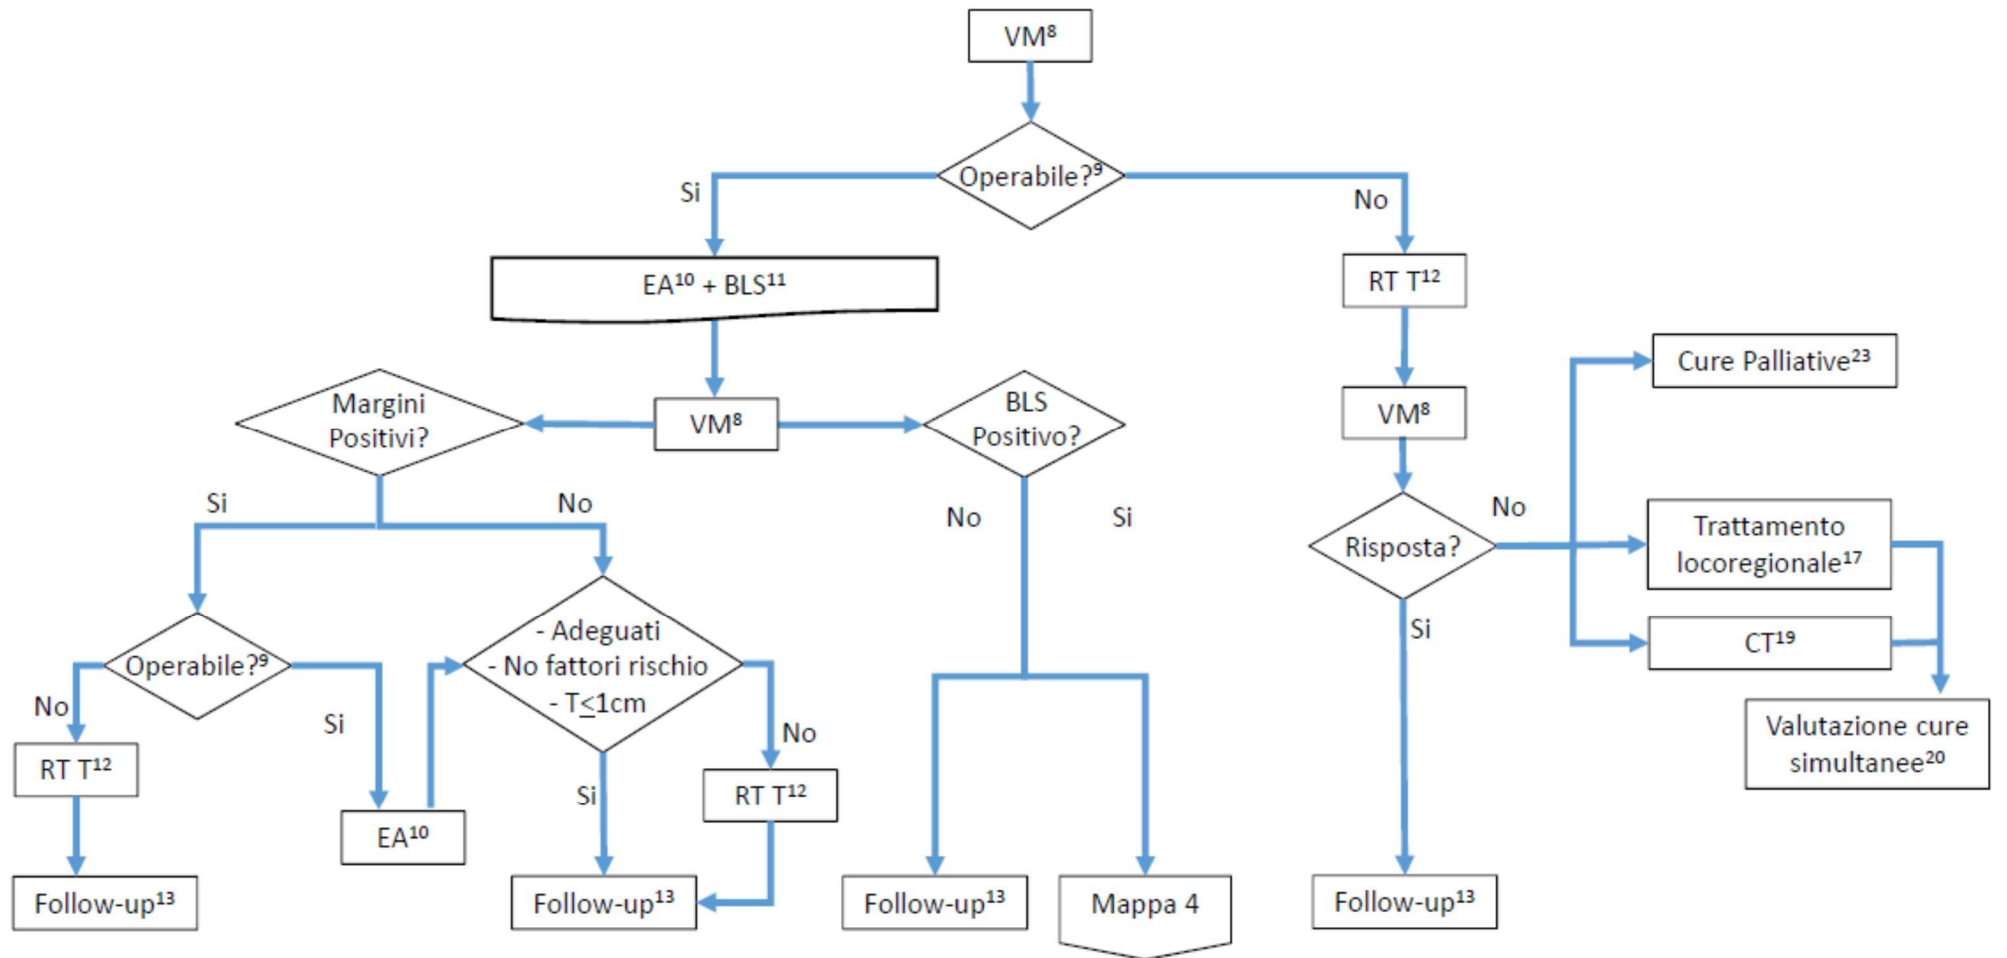 VM⁸
Operabile?⁹
Si
No
EA¹⁰ + BLS¹¹
RT T¹²
Cure Palliative²³
Margini
Positivi?
VM⁸
BLS
Positivo?
VM⁸
Si
No
No
Si
Risposta?
No
Trattamento
locoregionale¹⁷
Si
CT¹⁹
Operabile?⁹
- Adeguati
- No fattori rischio
- T≤1cm
No
Si
No
Valutazione cure
simultanee²⁰
RT T¹²
EA¹⁰
Si
RT T¹²
Follow-up¹³
Follow-up¹³
Follow-up¹³
Mappa 4
Follow-up¹³